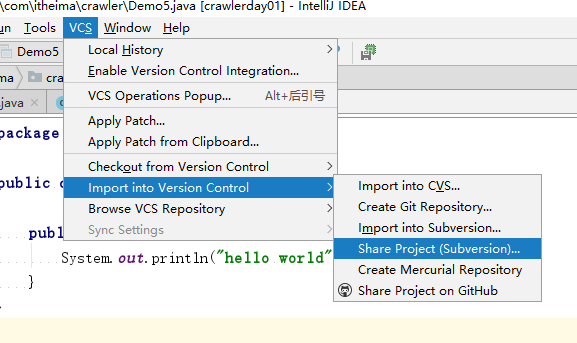 \com\itheima\crawler\Demo5.java [crawlerday01] - IntelliJ IDEA
un Tools VCS Window Help
Demo5
ma cra
.java
Local History
Enable Version Control Integration...
VCS Operations Popup... Alt+后引号
Apply Patch...
Apply Patch from Clipboard...
Checkout from Version Control
Import into Version Control
Browse VCS Repository
Sync Settings
Import into CVS...
Create Git Repository...
Import into Subversion...
Share Project (Subversion)...
Create Mercurial Repository
Share Project on GitHub
package
public c
publ
System.out.println("hello world"
}